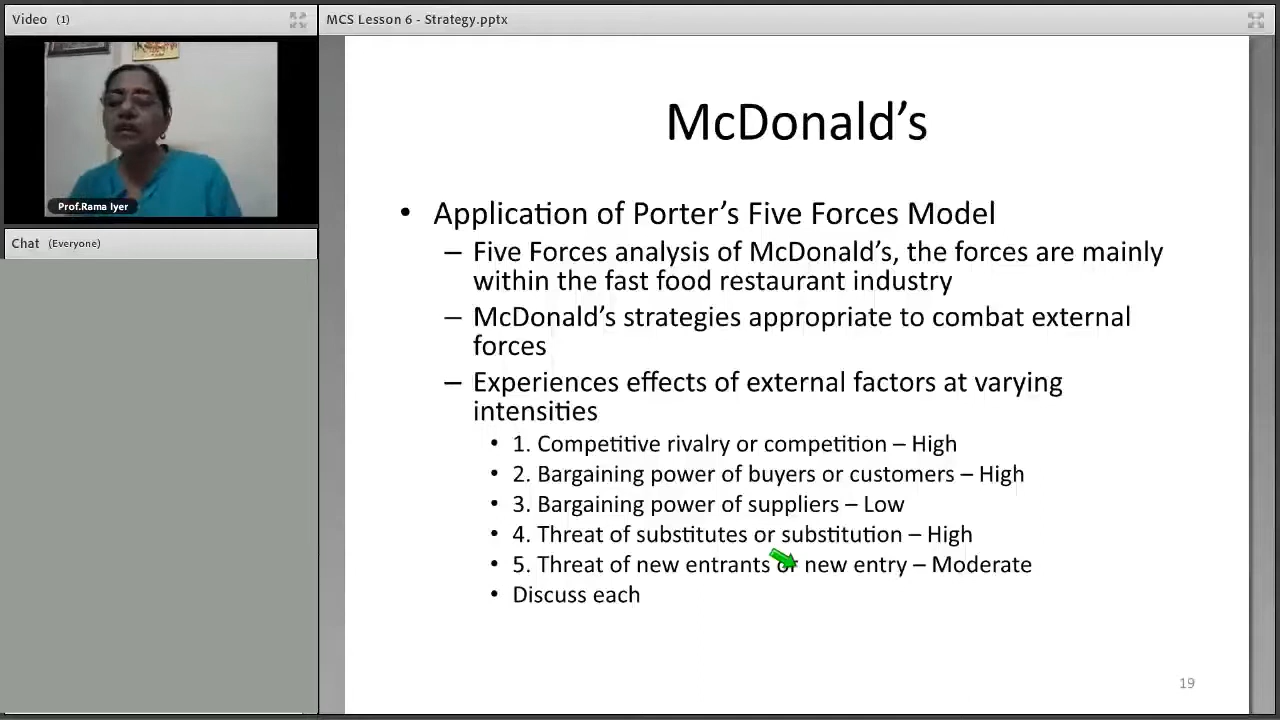 Video (1)
MCS Lesson 6 - Strategy.pptx
Prof.Rama Iyer
Chat (Everyone)
McDonald’s
• Application of Porter’s Five Forces Model
– Five Forces analysis of McDonald’s, the forces are mainly
within the fast food restaurant industry
– McDonald’s strategies appropriate to combat external
forces
– Experiences effects of external factors at varying
intensities
• 1. Competitive rivalry or competition – High
• 2. Bargaining power of buyers or customers – High
• 3. Bargaining power of suppliers – Low
• 4. Threat of substitutes or substitution – High
• 5. Threat of new entrants or new entry – Moderate
• Discuss each
19